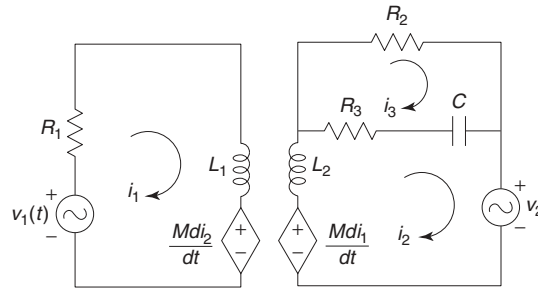 R2
R3 C
i3
R1
i1
L1 L2
+
v1(t)
−
Mdi2
dt
+
−
+
−
Mdi1
dt
i2
+
v2
−